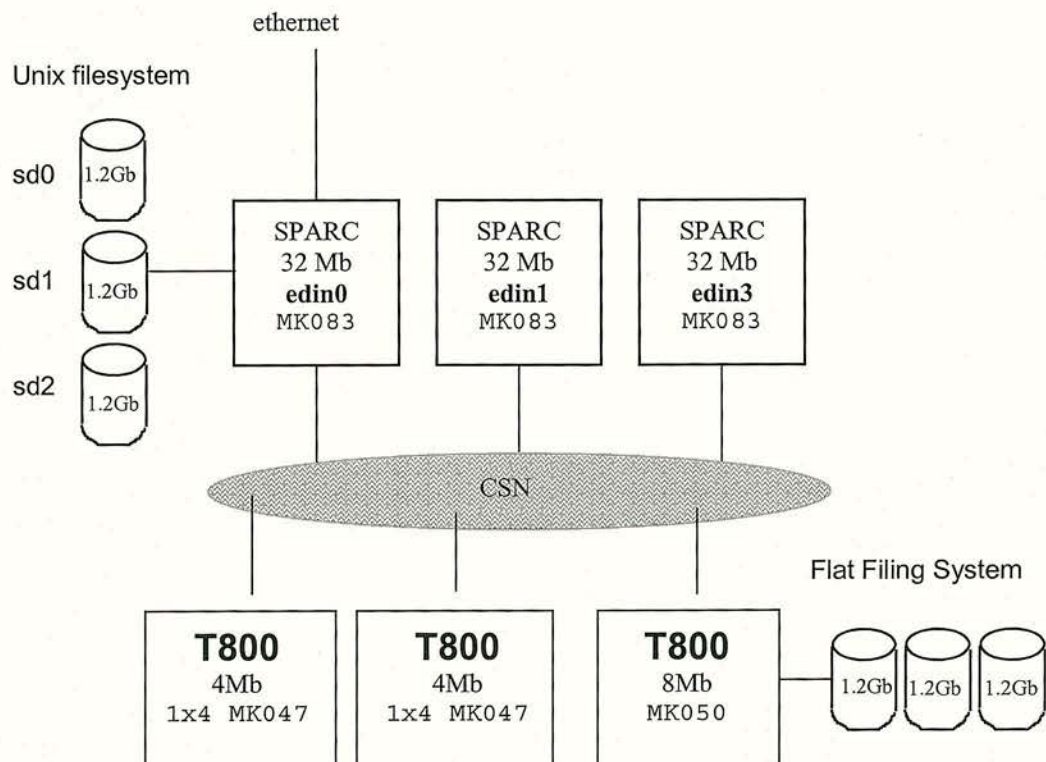 ethernet
Unix filesystem
sd0
1.2Gb
sd1
1.2Gb
sd2
1.2Gb
SPARC
32 Mb
edin0
MK083
SPARC
32 Mb
edin1
MK083
SPARC
32 Mb
edin3
MK083
CSN
Flat Filing System
T800
4Mb
1x4 MK047
T800
4Mb
1x4 MK047
T800
8Mb
MK050
1.2Gb
1.2Gb
1.2Gb